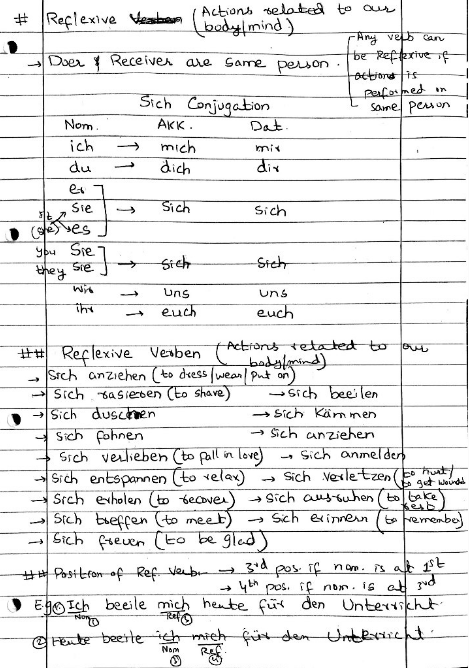 # Reflexive (Actions related to our body/mind)
→ Doer & Receivers are same person.
Any verb can be Reflexive if actions is performed on same person
Sich Conjugation
Nom. AKK. Dat.
ich → mich mir
du → dich dir
er
Sie → Sich Sich
(she) es
you Sie
they Sie → Sich Sich
wir → uns uns
ihr → euch euch
## Reflexive Verben (Actions related to our body/mind)
→ Sich anziehen (to dress/wear/put on)
→ Sich rasieren (to shave) → sich beeilen
→ Sich duschen → sich Kämmen
→ Sich fohnen → sich anziehen
→ Sich verlieben (to fall in love) → Sich anmelden
→ Sich entspannen (to relax) → Sich verletzen (to hurt/to get wounds
→ Sich erholen (to recover) → Sich ausruhen (to take rest)
→ Sich treffen (to meet) → Sich erinnern (to remember)
→ Sich freuen (to be glad)
## Position of Ref. Verb. → 3rd pos. if nom. is at 1st
→ 4th pos. if nom. is at 3rd
Eg ① Ich beeile mich heute für den Unterricht.
Nom ① Ref ③
② Heute beeile ich mich für den Unterricht.
Nom ③ Ref. ④